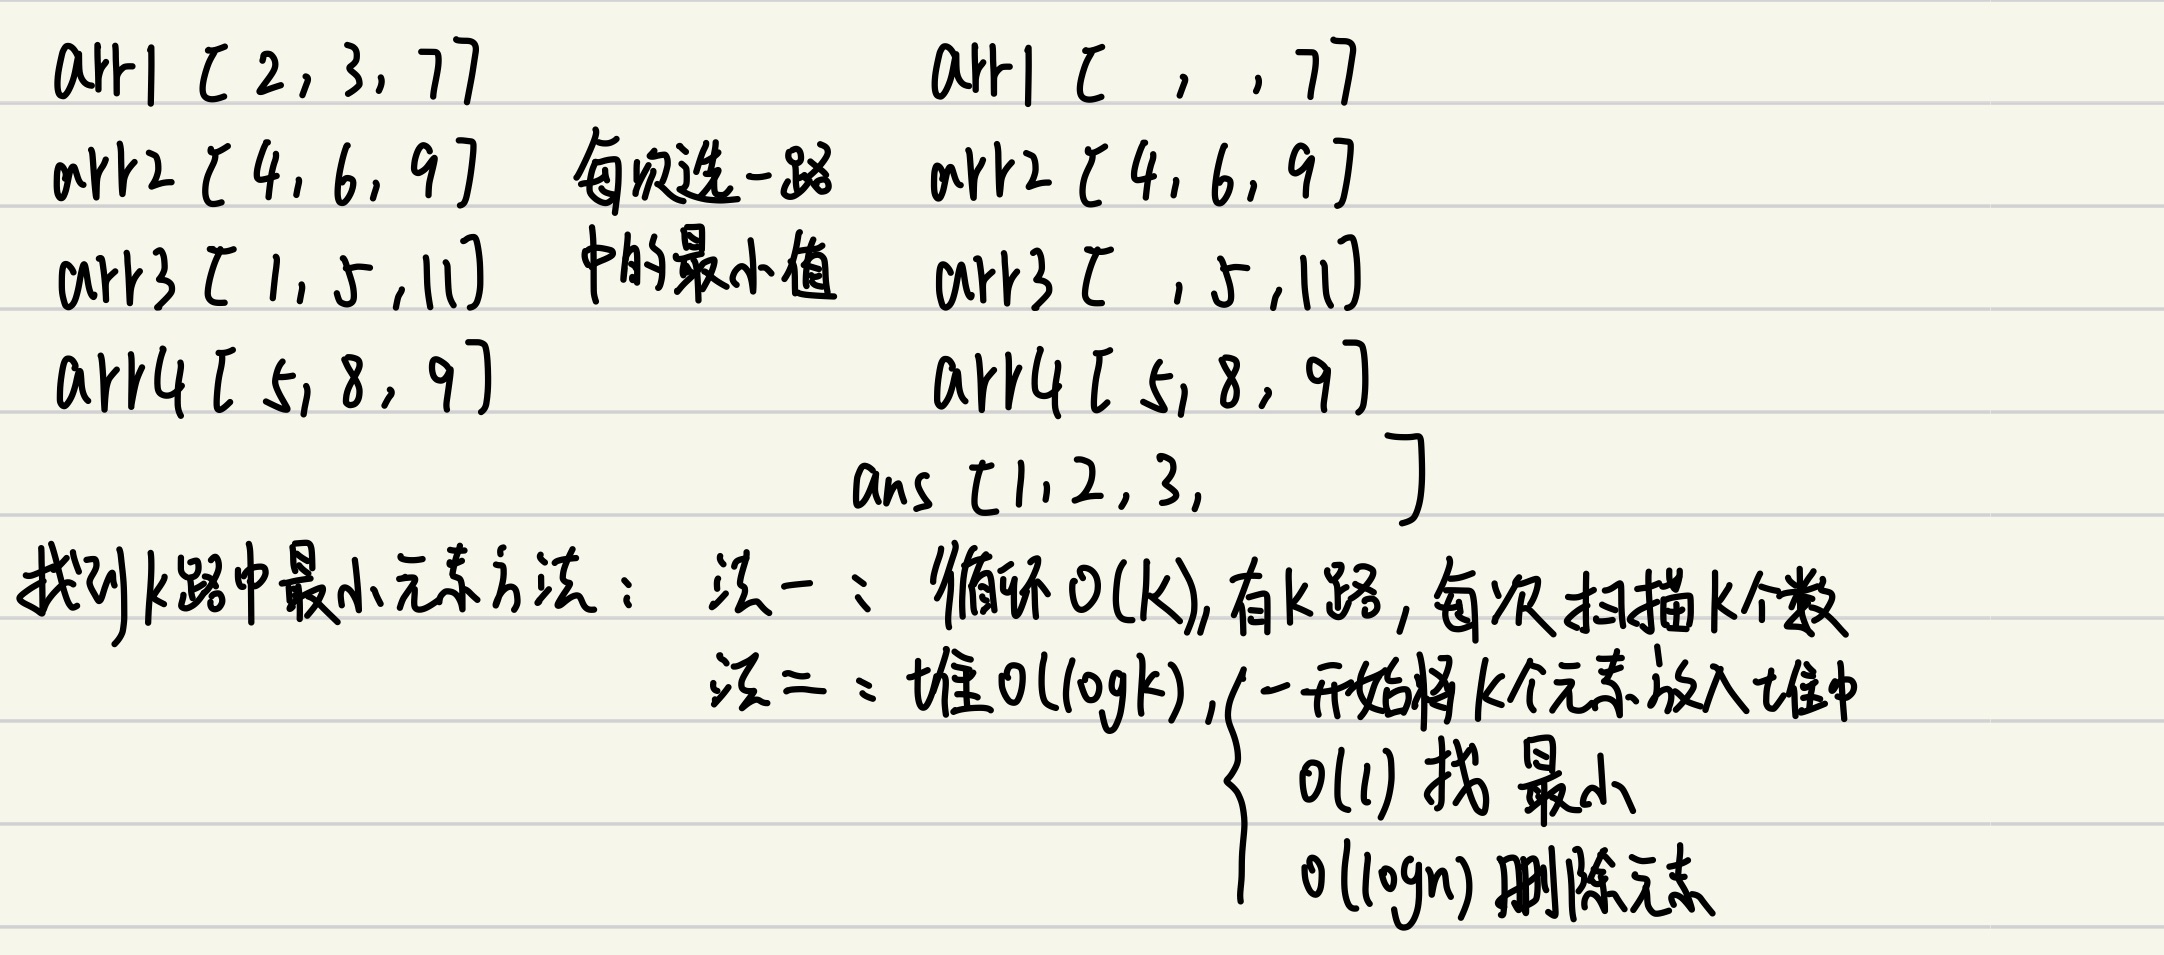 arr1 [2, 3, 7] arr1 [ , , 7]
arr2 [4, 6, 9] 每次选一路 arr2 [4, 6, 9]
arr3 [1, 5, 11] 中的最小值 arr3 [ , 5, 11]
arr4 [5, 8, 9] arr4 [5, 8, 9]
ans [1, 2, 3, ]
找到k路中最小元素方法: 法一: 循环O(K), 有k路, 每次扫描k个数
法二: 堆O(logk), { 一开始将k个元素放入堆中
O(1) 找 最小
O(logn) 删除元素